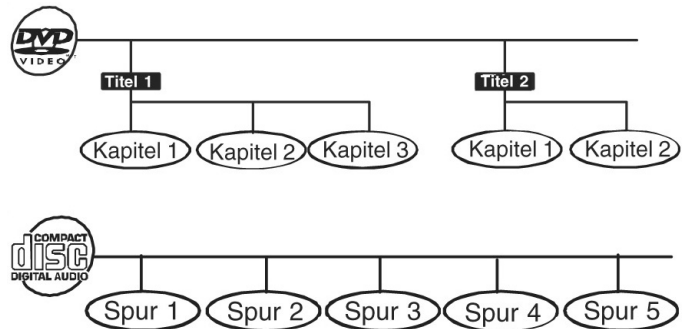 DVD
VIDEO
Titel 1 Titel 2
Kapitel 1 Kapitel 2 Kapitel 3 Kapitel 1 Kapitel 2
COMPACT
disc
DIGITAL AUDIO
Spur 1 Spur 2 Spur 3 Spur 4 Spur 5